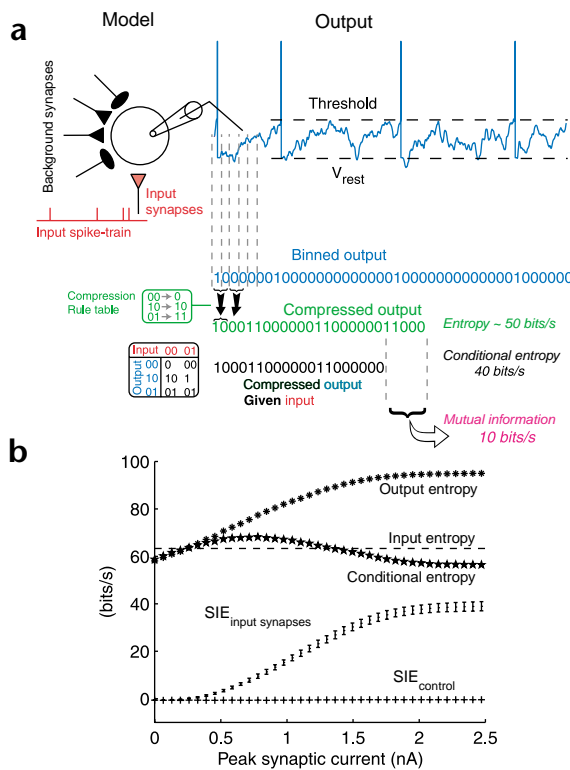 Model Output
a
Background synapses
Threshold
V rest
Input
synapses
Input spike-train
Binned output
1000000100000000000000100000000000000100000
Compression
Rule table
00 → 0
10 → 10
01 → 11
Compressed output
1000110000001100000011000
Entropy ~ 50 bits/s
Input 00 01
Output
00 0 00
10 10 1
01 01 01
10001100000011000000
Compressed output
Given input
Conditional entropy
40 bits/s
Mutual information
10 bits/s
b
100
80
60
40
20
0
(bits/s)
Output entropy
Input entropy
Conditional entropy
SIE input synapses
SIE control
0 0.5 1 1.5 2 2.5
Peak synaptic current (nA)